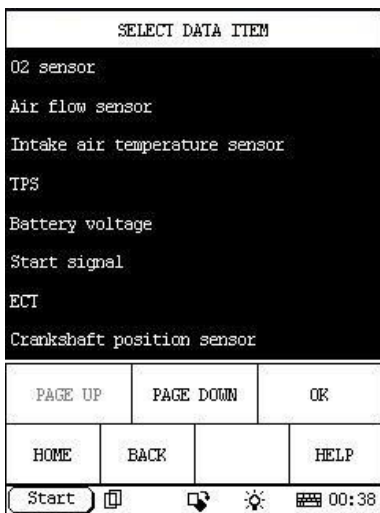 SELECT DATA ITEM
O2 sensor
Air flow sensor
Intake air temperature sensor
TPS
Battery voltage
Start signal
ECT
Crankshaft position sensor
PAGE UP PAGE DOWN OK
HOME BACK HELP
Start 00:38